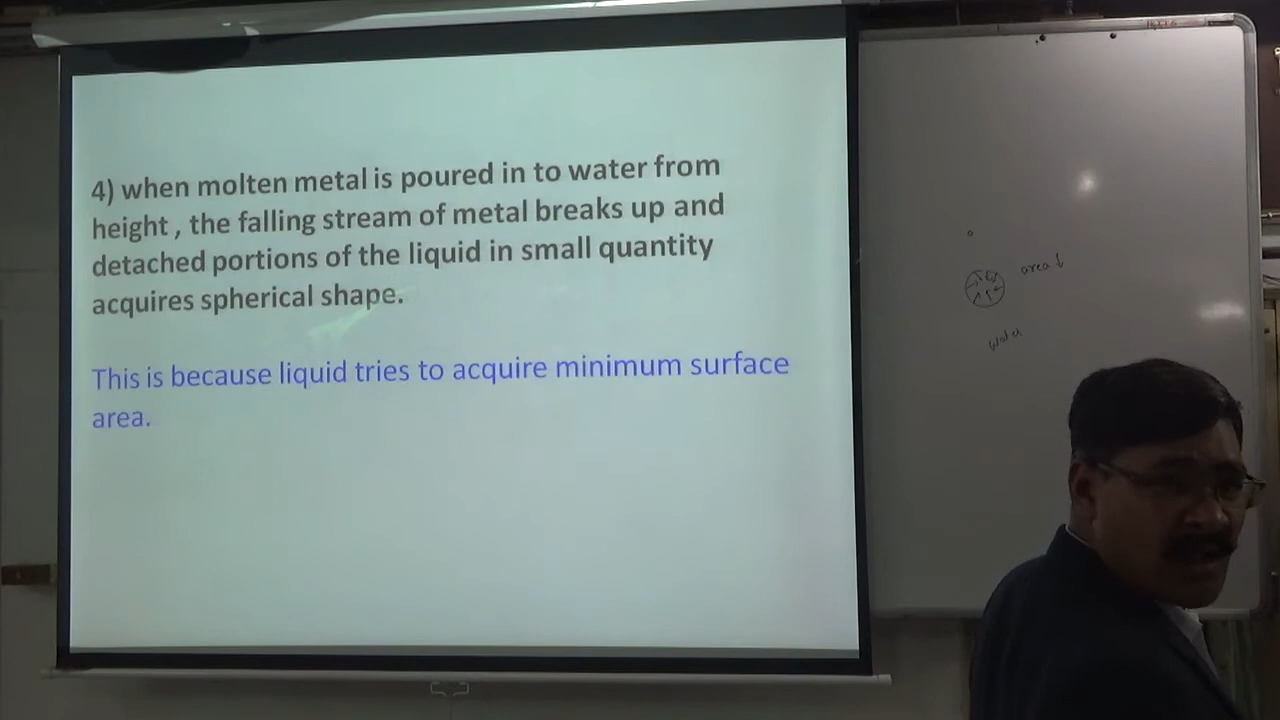 4) when molten metal is poured in to water from
height , the falling stream of metal breaks up and
detached portions of the liquid in small quantity
acquires spherical shape.
This is because liquid tries to acquire minimum surface
area.
area ↓
water